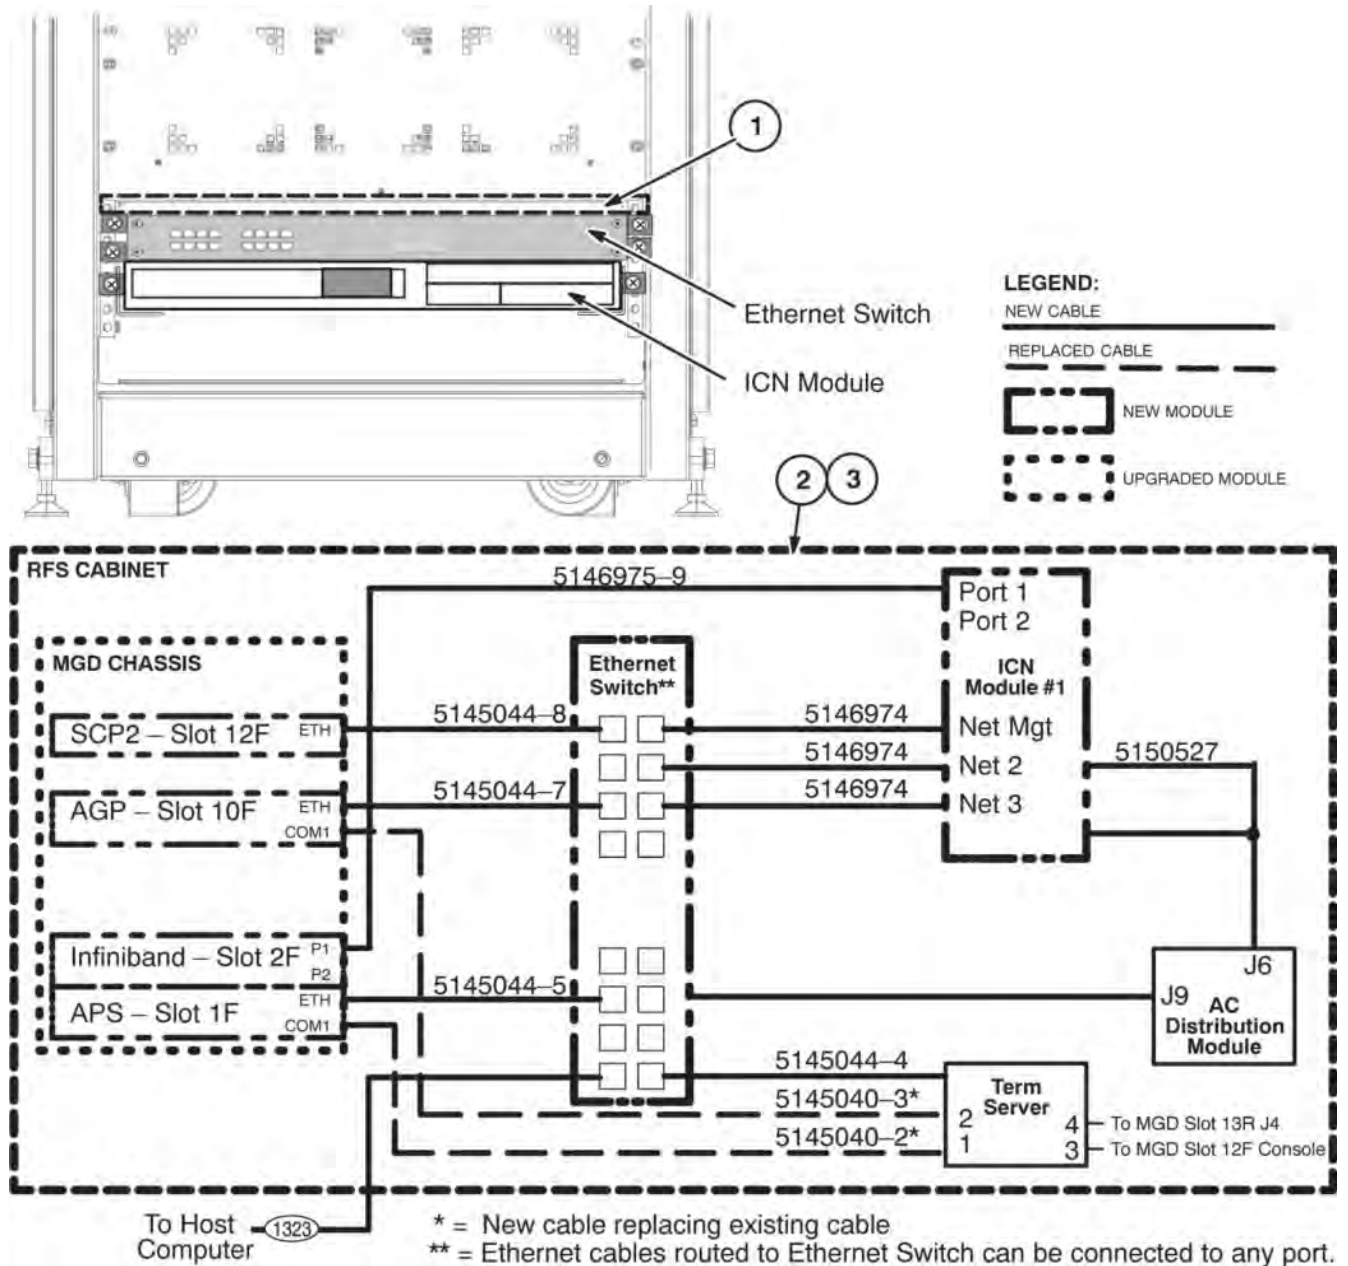 1
Ethernet Switch
ICN Module
LEGEND:
NEW CABLE
REPLACED CABLE
NEW MODULE
UPGRADED MODULE
2 3
RFS CABINET
5146975–9
Port 1
Port 2
MGD CHASSIS
Ethernet
Switch**
ICN
Module #1
SCP2 – Slot 12F ETH
5145044–8
5146974
Net Mgt
5146974
Net 2
5150527
AGP – Slot 10F ETH
COM1
5145044–7
5146974
Net 3
Infiniband – Slot 2F P1
P2
APS – Slot 1F ETH
COM1
5145044–5
J6
J9 AC
Distribution
Module
5145044–4
5145040–3*
5145040–2*
Term
Server
2
1
4 To MGD Slot 13R J4
3 To MGD Slot 12F Console
To Host
Computer
1323
* = New cable replacing existing cable
** = Ethernet cables routed to Ethernet Switch can be connected to any port.